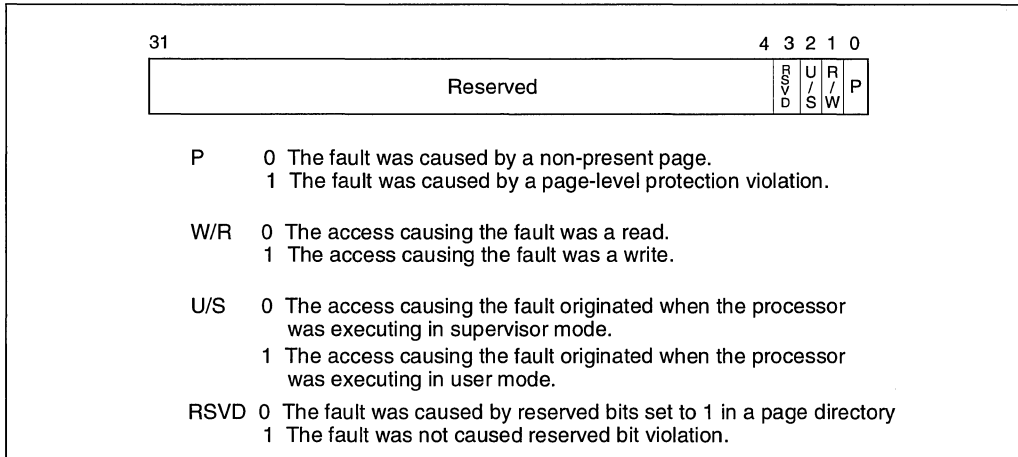 31 4 3 2 1 0
Reserved RSVD U/S R/W P
P 0 The fault was caused by a non-present page.
1 The fault was caused by a page-level protection violation.
W/R 0 The access causing the fault was a read.
1 The access causing the fault was a write.
U/S 0 The access causing the fault originated when the processor
was executing in supervisor mode.
1 The access causing the fault originated when the processor
was executing in user mode.
RSVD 0 The fault was caused by reserved bits set to 1 in a page directory
1 The fault was not caused reserved bit violation.